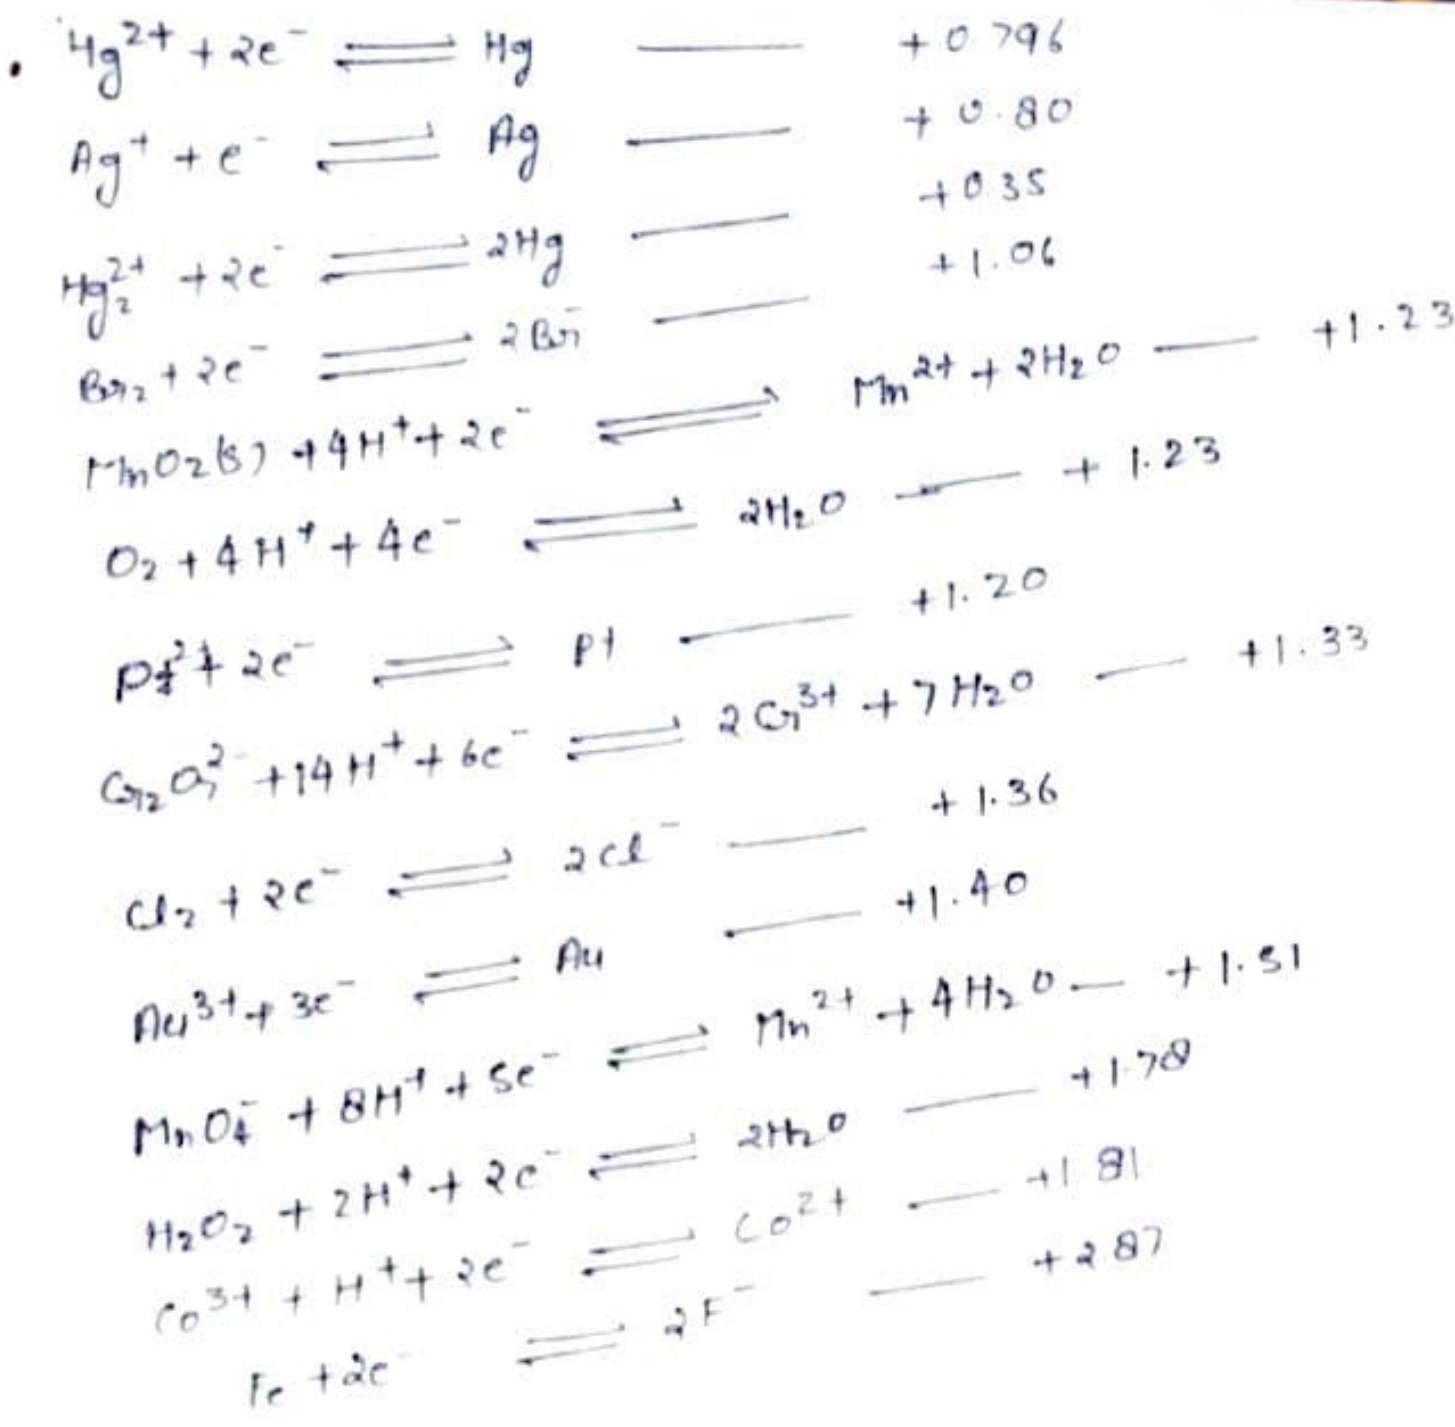 Hg²⁺ + 2e⁻ ⇌ Hg — +0.796
Ag⁺ + e⁻ ⇌ Ag — +0.80
Hg₂²⁺ + 2e⁻ ⇌ 2Hg — +0.35
Br₂ + 2e⁻ ⇌ 2Br⁻ — +1.06
MnO₂(s) + 4H⁺ + 2e⁻ ⇌ Mn²⁺ + 2H₂O — +1.23
O₂ + 4H⁺ + 4e⁻ ⇌ 2H₂O — +1.23
Pt²⁺ + 2e⁻ ⇌ Pt — +1.20
Cr₂O₇²⁻ + 14H⁺ + 6e⁻ ⇌ 2Cr³⁺ + 7H₂O — +1.33
Cl₂ + 2e⁻ ⇌ 2Cl⁻ — +1.36
Au³⁺ + 3e⁻ ⇌ Au — +1.40
MnO₄⁻ + 8H⁺ + 5e⁻ ⇌ Mn²⁺ + 4H₂O — +1.51
H₂O₂ + 2H⁺ + 2e⁻ ⇌ 2H₂O — +1.78
Co³⁺ + H⁺ + 2e⁻ ⇌ Co²⁺ — +1.81
Fe + 2e⁻ ⇌ 2F⁻ — +2.87